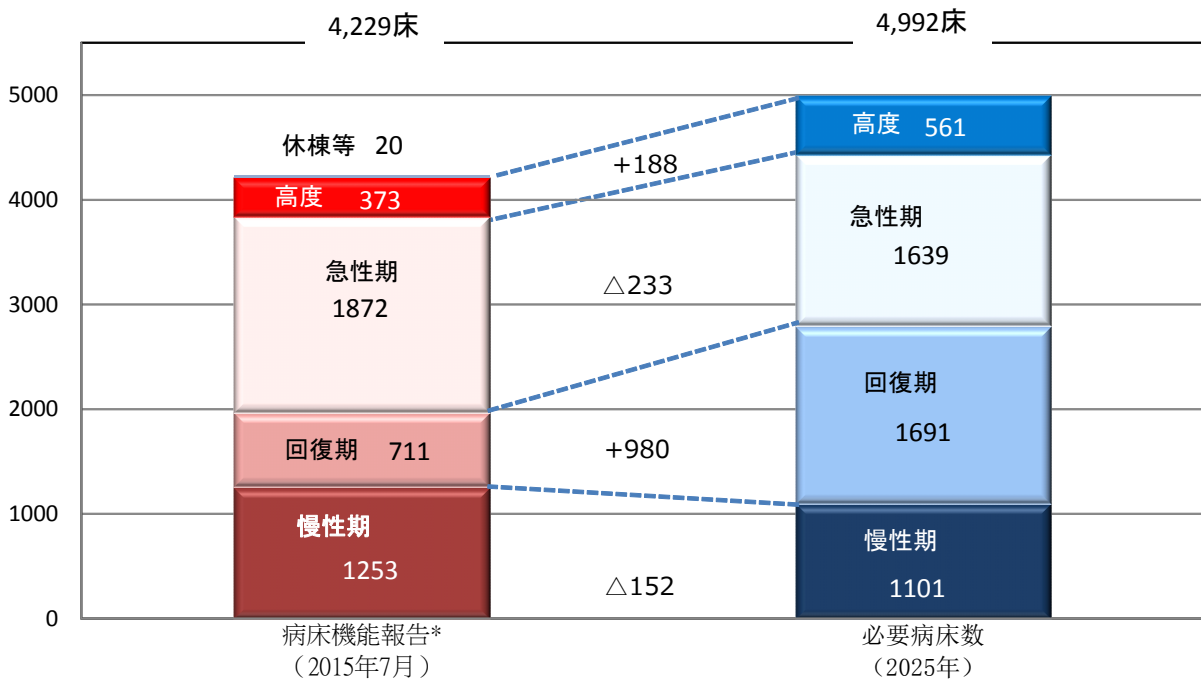 4,229床
4,992床
5000
4000
3000
2000
1000
0
休棟等 20
高度 373
急性期
1872
回復期 711
慢性期
1253
+188
△233
+980
△152
高度 561
急性期
1639
回復期
1691
慢性期
1101
病床機能報告*
（2015年7月）
必要病床数
（2025年）